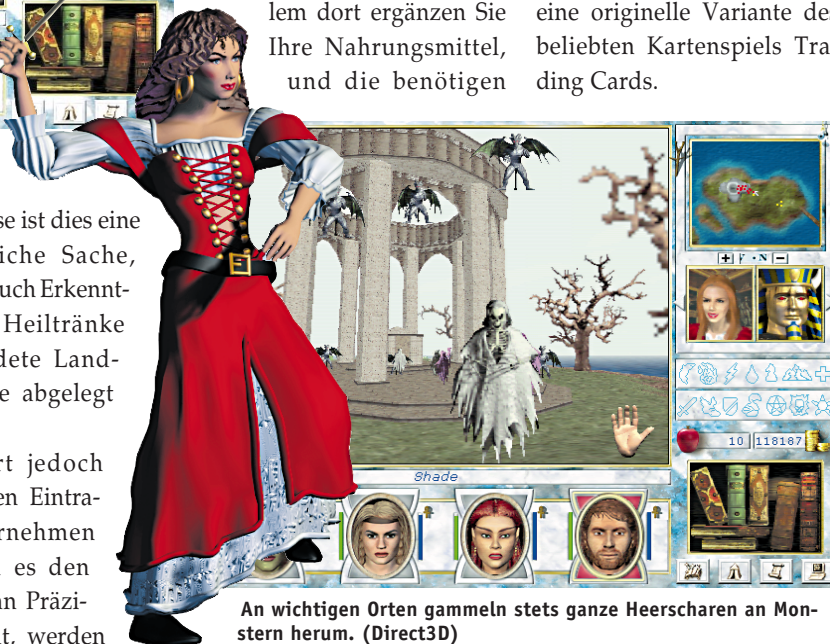 lem dort ergänzen Sie
Ihre Nahrungsmittel,
und die benötigen
eine originelle Variante de
beliebten Kartenspiels Tra
ding Cards.
se ist dies eine
iche Sache,
uch Erkennt-
Heiltränke
dete Land-
e abgelegt
rt jedoch
en Eintra-
rnehmen
es den
nn Präzi-
t, werden
N
10
118187
Shade
An wichtigen Orten gammeln stets ganze Heerscharen an Mon-
stern herum. (Direct3D)